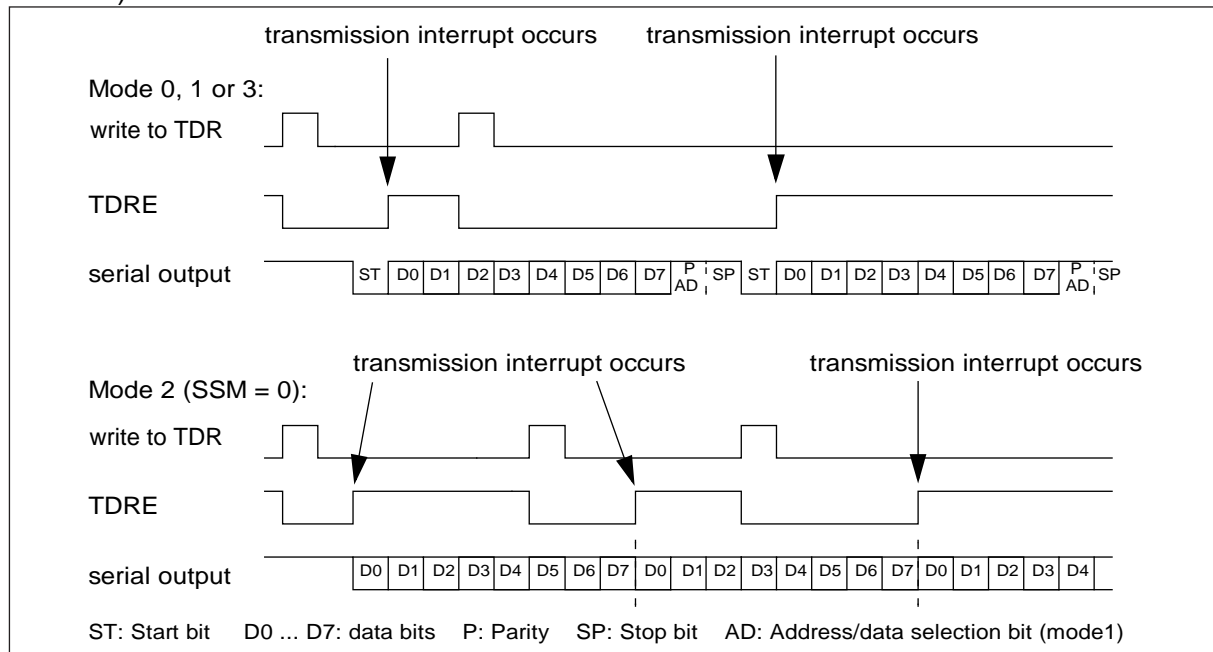 )
transmission interrupt occurs transmission interrupt occurs
Mode 0, 1 or 3:
write to TDR
TDRE
serial output ST D0 D1 D2 D3 D4 D5 D6 D7 P AD SP ST D0 D1 D2 D3 D4 D5 D6 D7 P AD SP
transmission interrupt occurs transmission interrupt occurs
Mode 2 (SSM = 0):
write to TDR
TDRE
serial output D0 D1 D2 D3 D4 D5 D6 D7 D0 D1 D2 D3 D4 D5 D6 D7 D0 D1 D2 D3 D4
ST: Start bit D0 ... D7: data bits P: Parity SP: Stop bit AD: Address/data selection bit (mode1)